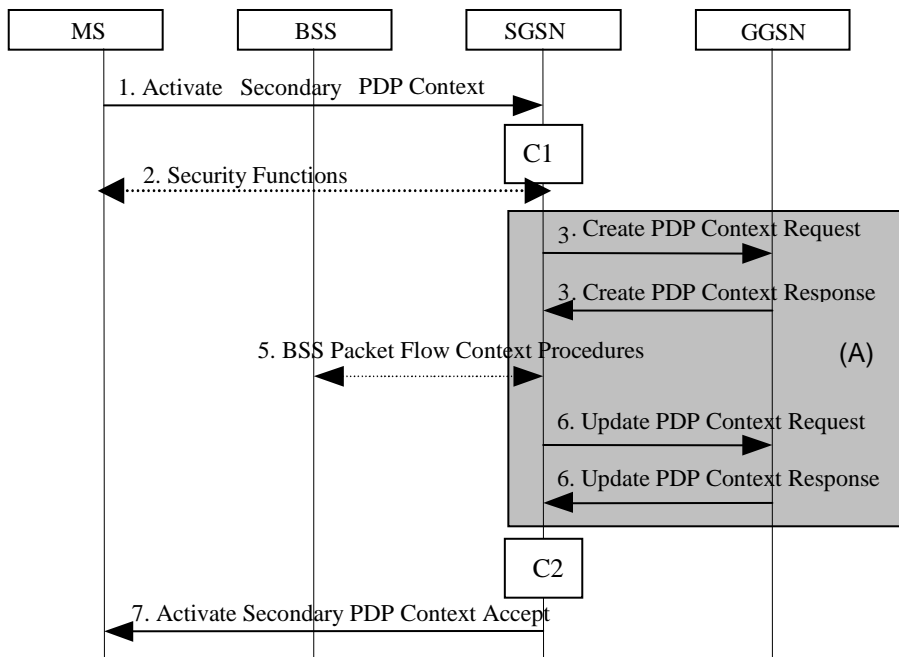 MS BSS SGSN GGSN
1. Activate Secondary PDP Context
C1
2. Security Functions
3. Create PDP Context Request
3. Create PDP Context Response
5. BSS Packet Flow Context Procedures
(A)
6. Update PDP Context Request
6. Update PDP Context Response
C2
7. Activate Secondary PDP Context Accept